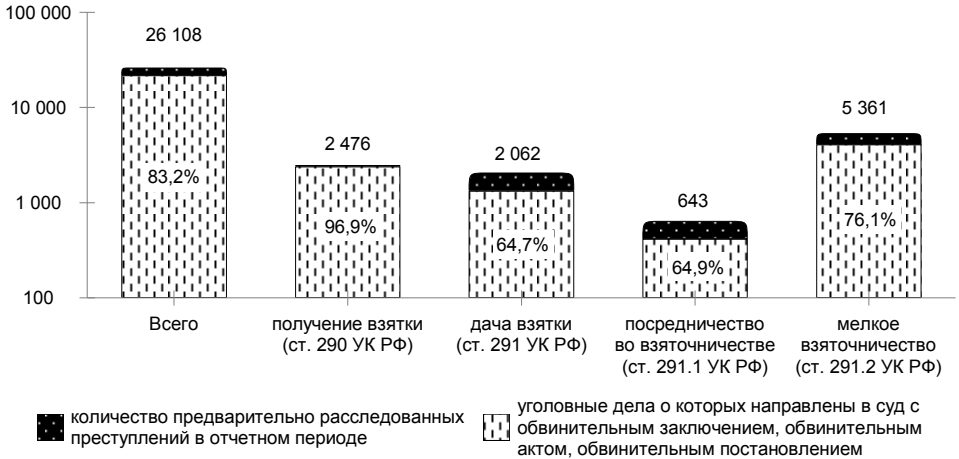 100 000
10 000
1 000
100
26 108
2 476
2 062
643
5 361
83,2%
96,9%
64,7%
64,9%
76,1%
Всего
получение взятки
(ст. 290 УК РФ)
дача взятки
(ст. 291 УК РФ)
посредничество
во взяточничестве
(ст. 291.1 УК РФ)
мелкое
взяточничество
(ст. 291.2 УК РФ)
количество предварительно расследованных
преступлений в отчетном периоде
уголовные дела о которых направлены в суд с
обвинительным заключением, обвинительным
актом, обвинительным постановлением